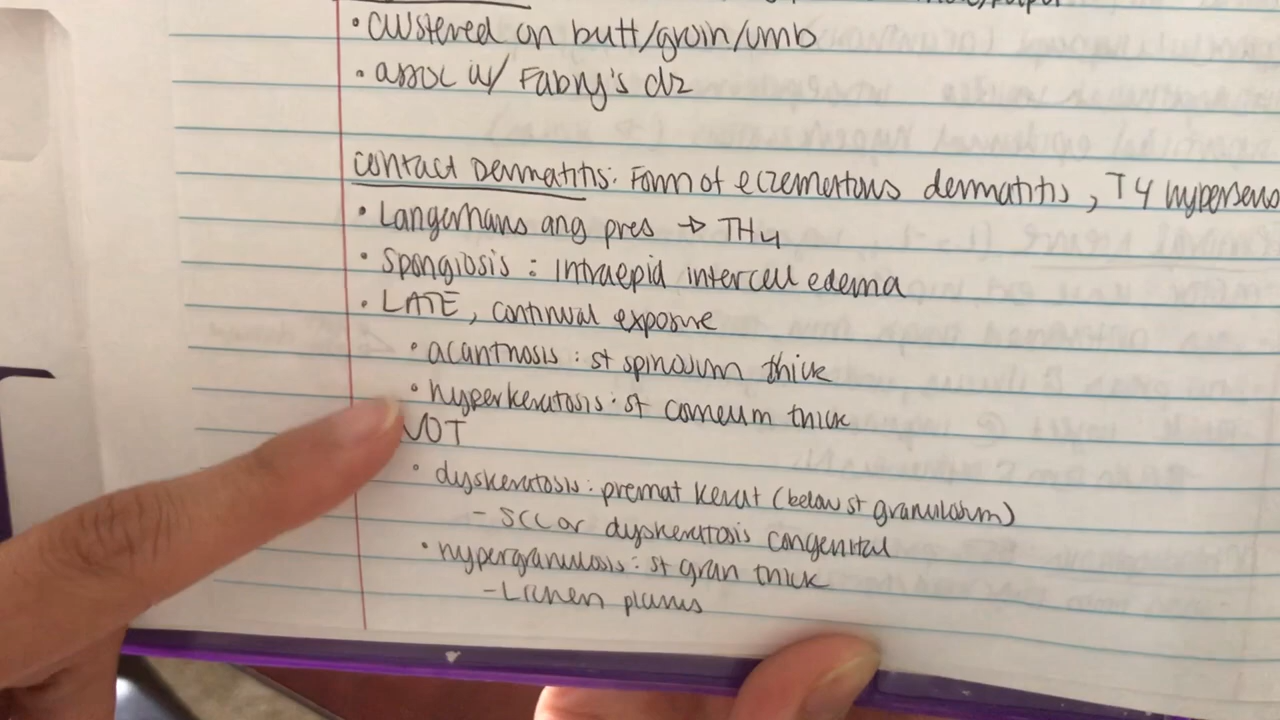 • clustered on butt/groin/umb
• assoc w/ Fabry's dz
Contact Dermatitis: Form of eczematous dermatitis, T4 hypersens
• Langerhans ang pres → TH4
• Spongiosis: intraepid intercell edema
• LATE, continual exposure
• acanthosis: st spinosum thick
• hyperkeratosis: st corneum thick
NOT
• dyskeratosis: premat kerat (below st granulosum)
- SCC or dyskeratosis congenital
• hypergranulosis: st gran thick
- Lichen planus